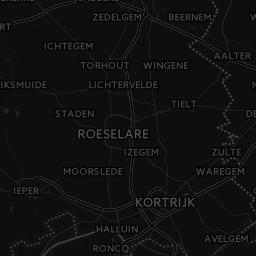 ZEDELGEM
BEERNEM
ICHTEGEM
AALTER
TORHOUT
WINGENE
IKSMUIDE
LICHTERVELDE
STADEN
TIELT
ROESELARE
IZEGEM
ZULTE
MOORSLEDE
WAREGEM
IEPER
KORTRIJK
HALLUIN
AVELGEM
RONCQ